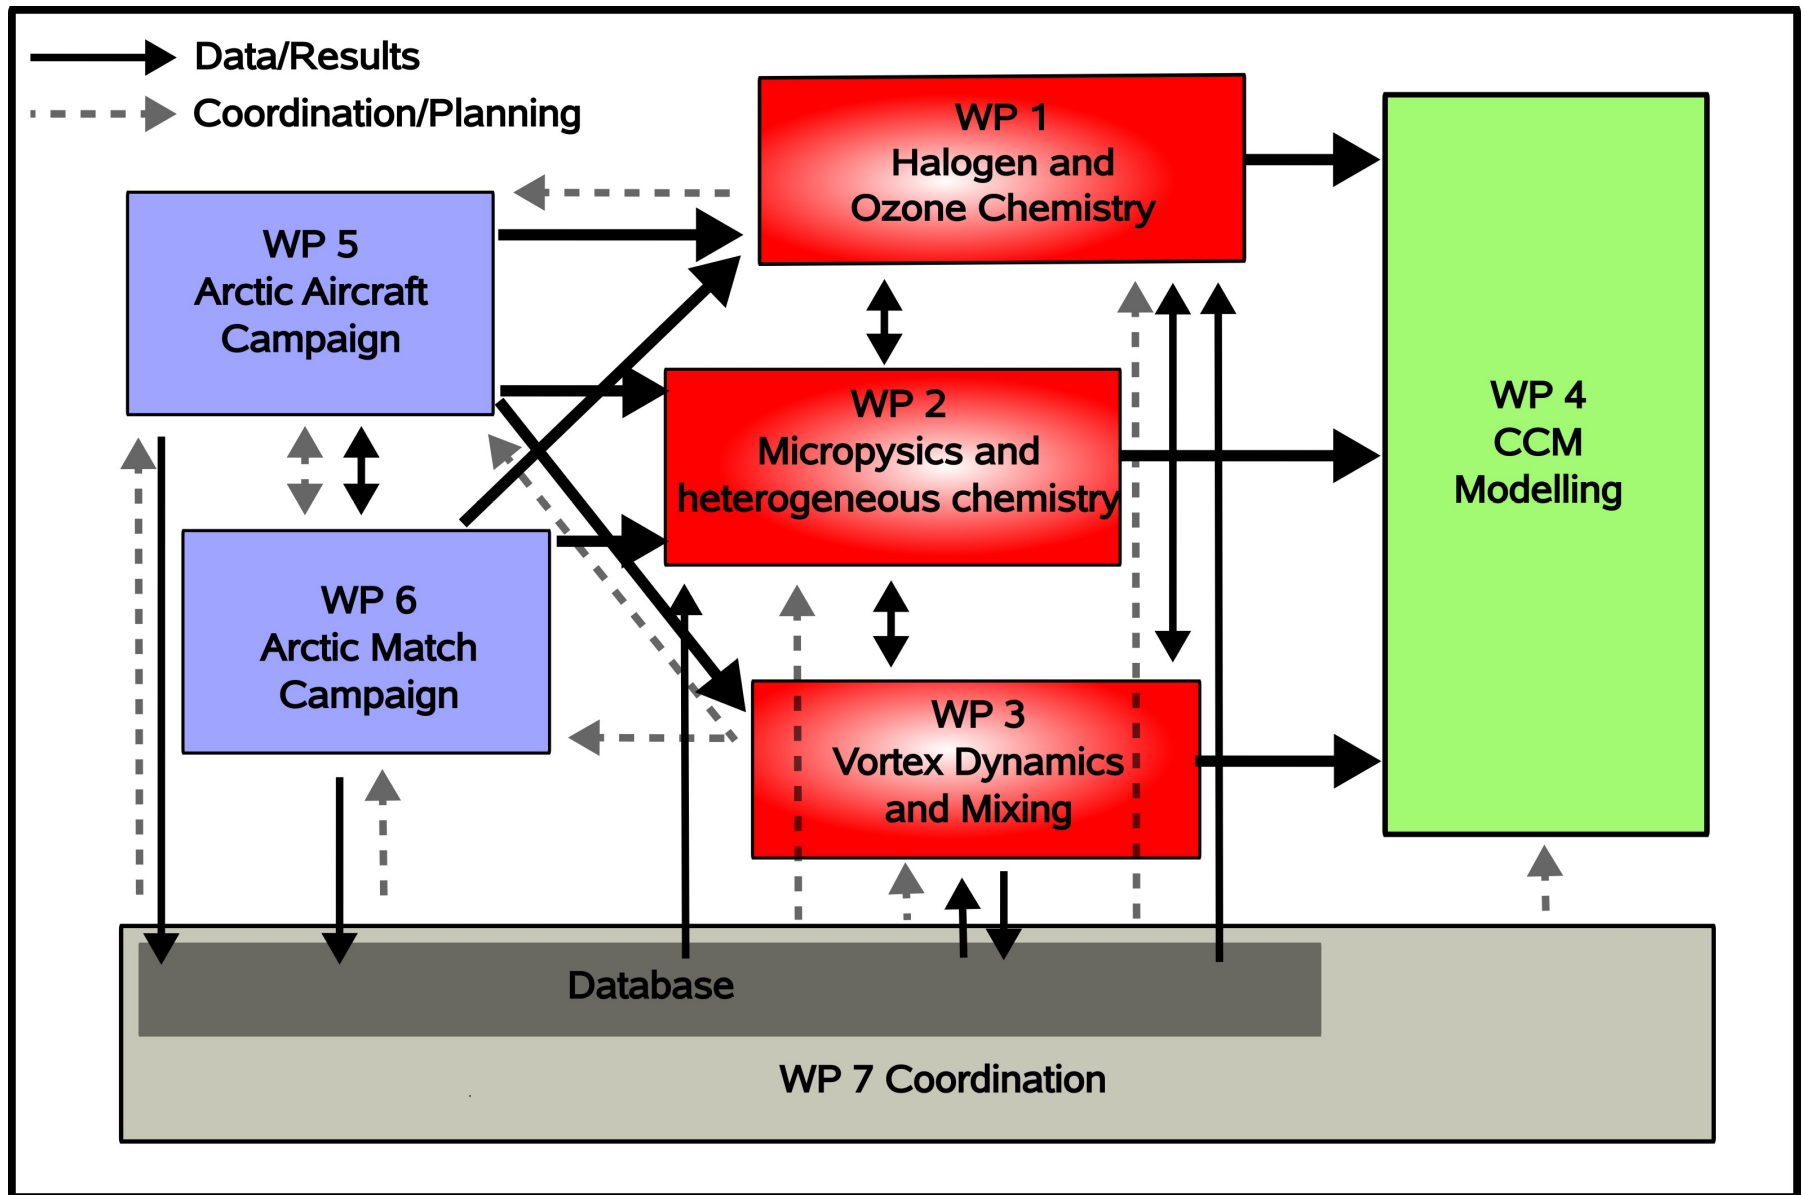 Data/Results
Coordination/Planning
WP 1
Halogen and
Ozone Chemistry
WP 5
Arctic Aircraft
Campaign
WP 2
Micropysics and
heterogeneous chemistry
WP 4
CCM
Modelling
WP 6
Arctic Match
Campaign
WP 3
Vortex Dynamics
and Mixing
Database
WP 7 Coordination